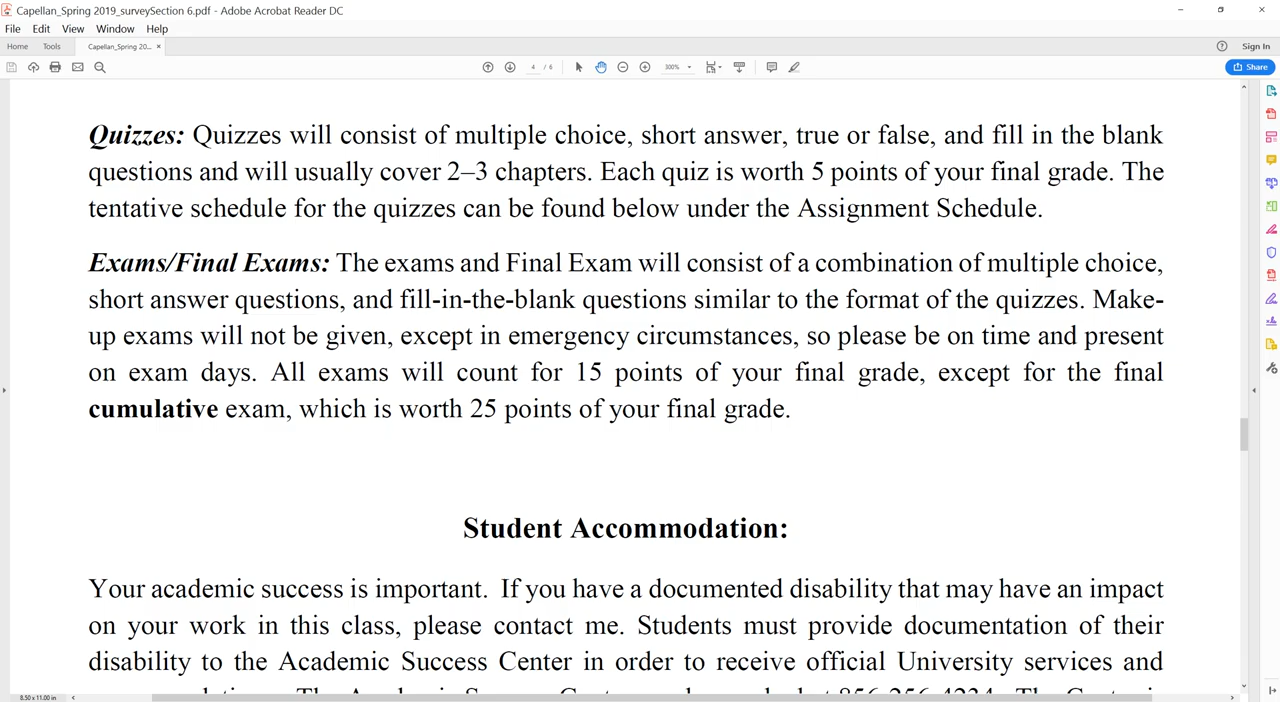 Capellan_Spring 2019_surveySection 6.pdf - Adobe Acrobat Reader DC
File Edit View Window Help
Home Tools Capellan_Spring 20... × Sign In
4 / 6 300% Share
Quizzes: Quizzes will consist of multiple choice, short answer, true or false, and fill in the blank
questions and will usually cover 2–3 chapters. Each quiz is worth 5 points of your final grade. The
tentative schedule for the quizzes can be found below under the Assignment Schedule.
Exams/Final Exams: The exams and Final Exam will consist of a combination of multiple choice,
short answer questions, and fill-in-the-blank questions similar to the format of the quizzes. Make-
up exams will not be given, except in emergency circumstances, so please be on time and present
on exam days. All exams will count for 15 points of your final grade, except for the final
cumulative exam, which is worth 25 points of your final grade.
Student Accommodation:
Your academic success is important. If you have a documented disability that may have an impact
on your work in this class, please contact me. Students must provide documentation of their
disability to the Academic Success Center in order to receive official University services and
8.50 x 11.00 in